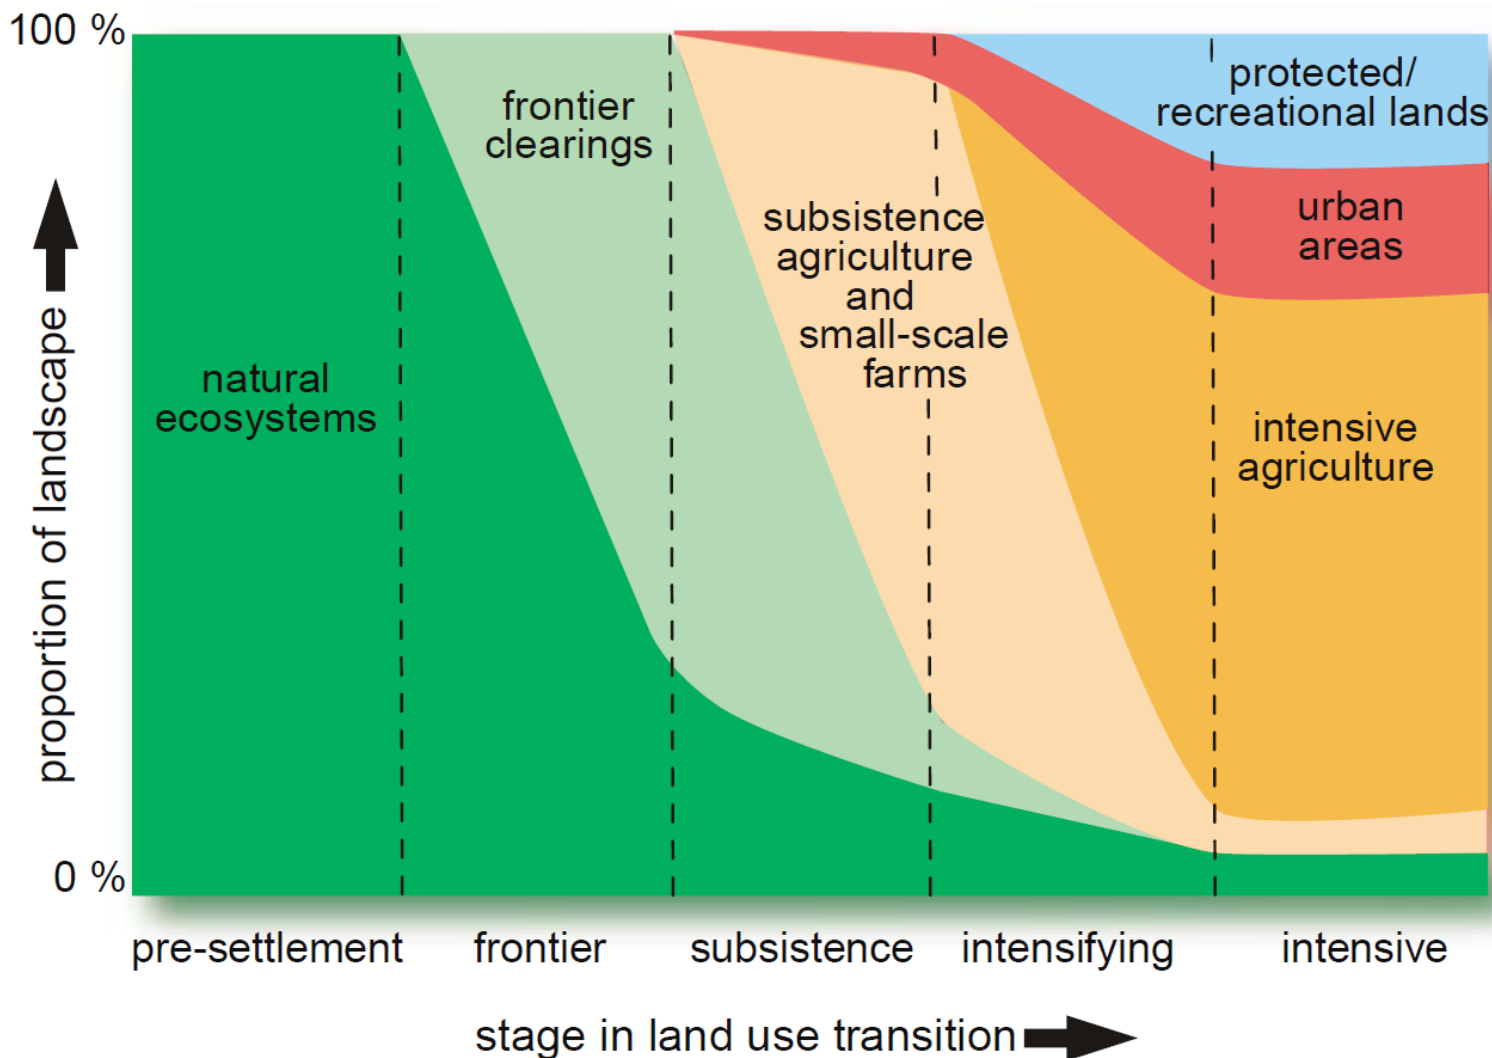 100 %
frontier
clearings
protected/
recreational lands
urban
areas
subsistence
agriculture
and
small-scale
farms
natural
ecosystems
intensive
agriculture
proportion of landscape
0 %
pre-settlement
frontier
subsistence
intensifying
intensive
stage in land use transition